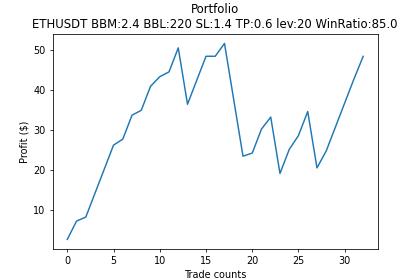 Portfolio
ETHUSDT BBM:2.4 BBL:220 SL:1.4 TP:0.6 lev:20 WinRatio:85.0
50
40
30
20
10
Profit ($)
0 5 10 15 20 25 30
Trade counts